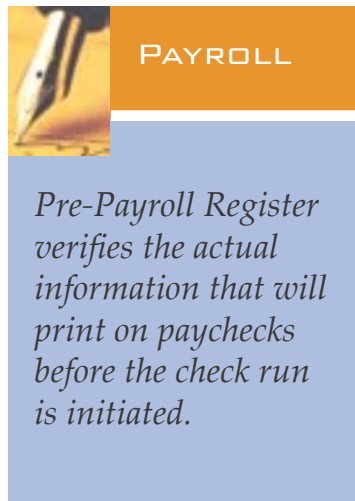 PAYROLL
Pre-Payroll Register
verifies the actual
information that will
print on paychecks
before the check run
is initiated.